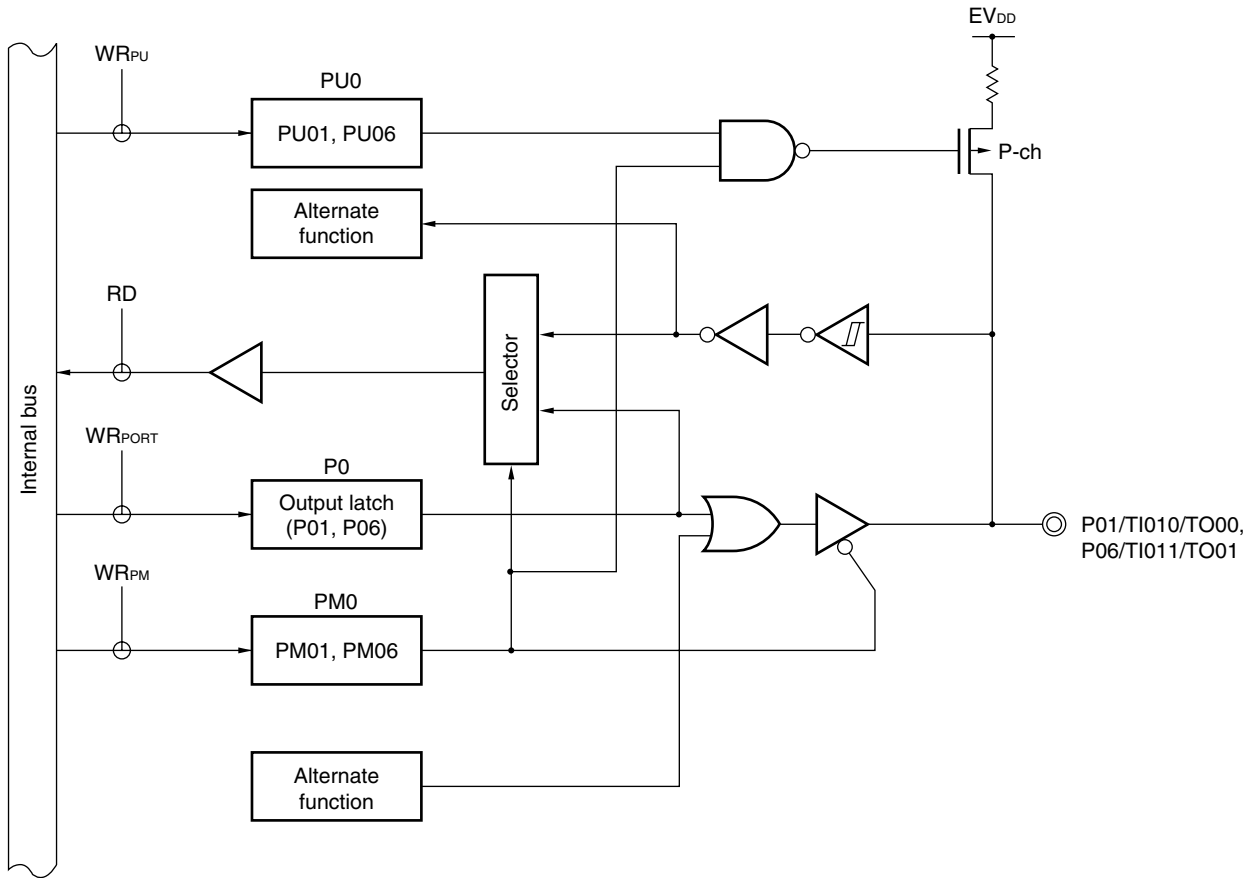 EVDD
WRPU
PU0
PU01, PU06
P-ch
Alternate
function
RD
Selector
Internal bus
WRPORT
P0
Output latch
(P01, P06)
P01/TI010/TO00,
P06/TI011/TO01
WRPM
PM0
PM01, PM06
Alternate
function